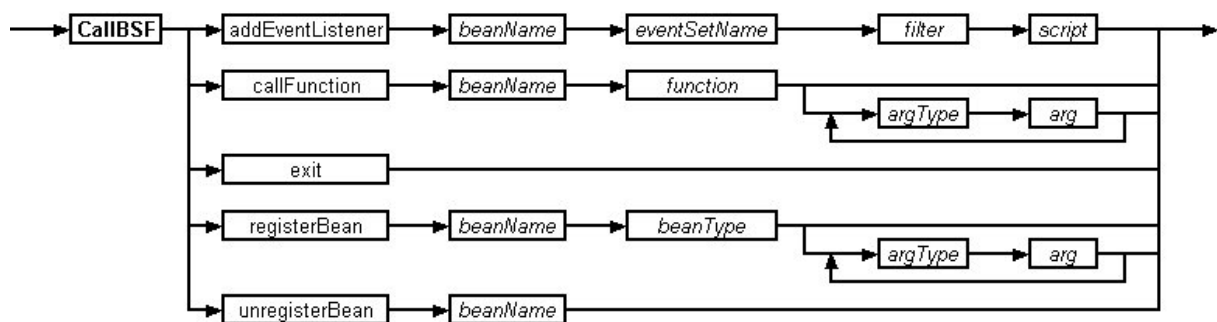 CallBSF addEventListener beanName eventSetName filter script
callFunction beanName function
argType arg
exit
registerBean beanName beanType
argType arg
unregisterBean beanName